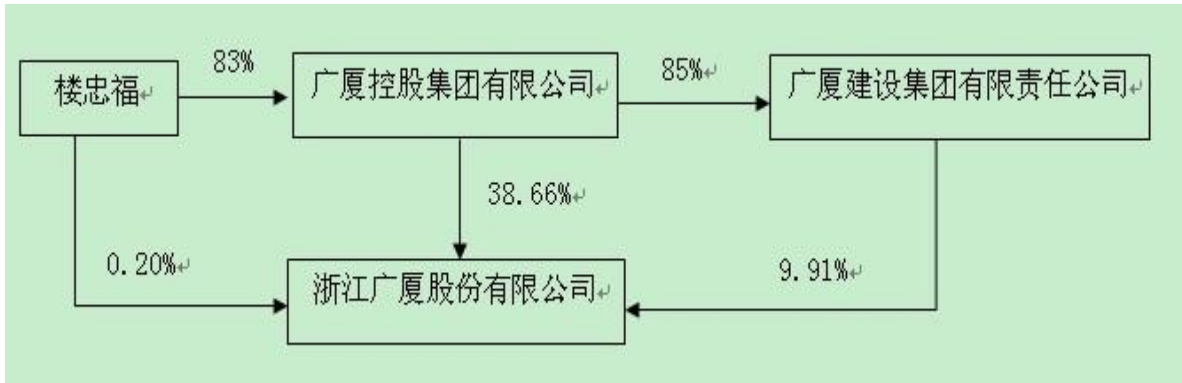 楼忠福
83%
广厦控股集团有限公司
85%
广厦建设集团有限责任公司
38.66%
0.20%
浙江广厦股份有限公司
9.91%